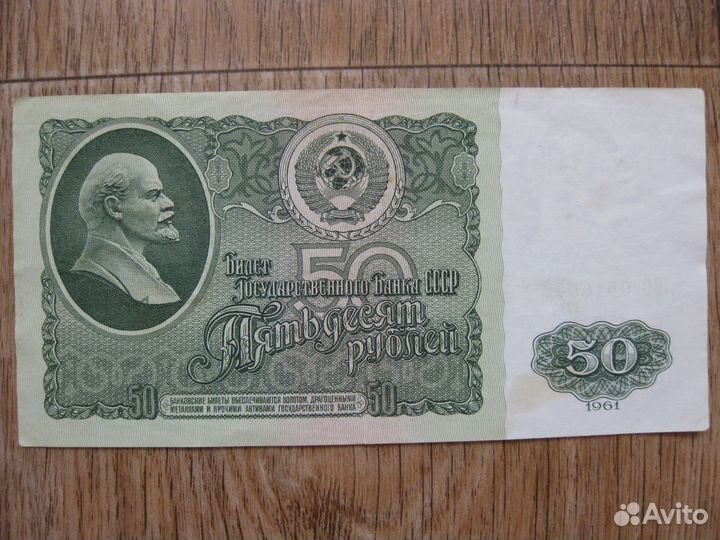 Билет
50
Государственного Банка СССР
Пятьдесят
рублей
50
БАНКОВСКИЕ БИЛЕТЫ ОБЕСПЕЧИВАЮТСЯ ЗОЛОТОМ, ДРАГОЦЕННЫМИ
МЕТАЛЛАМИ И ПРОЧИМИ АКТИВАМИ ГОСУДАРСТВЕННОГО БАНКА
50
50
1961
Avito